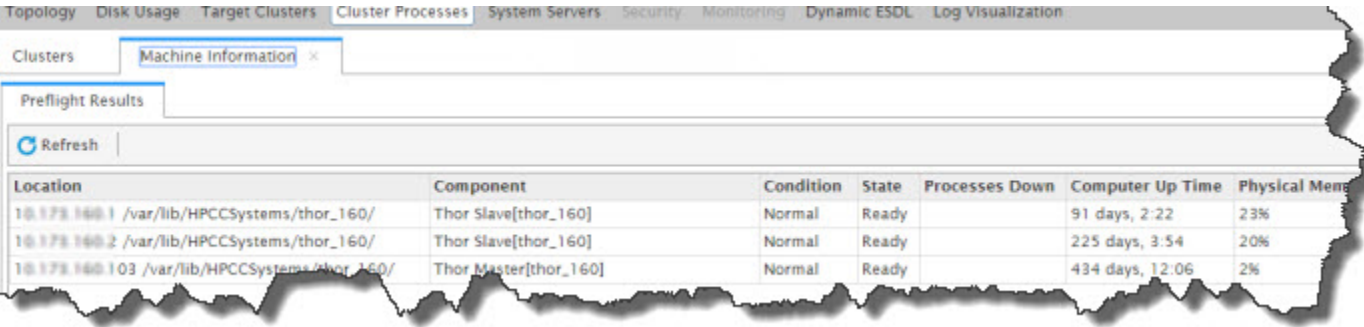 Topology Disk Usage Target Clusters Cluster Processes System Servers Security Monitoring Dynamic ESDL Log Visualization
Clusters Machine Information ×
Preflight Results
Refresh
Location Component Condition State Processes Down Computer Up Time Physical Mem
/var/lib/HPCCSystems/thor_160/ Thor Slave[thor_160] Normal Ready 91 days, 2:22 23%
/var/lib/HPCCSystems/thor_160/ Thor Slave[thor_160] Normal Ready 225 days, 3:54 20%
103 /var/lib/HPCCSystems/thor_160/ Thor Master[thor_160] Normal Ready 434 days, 12:06 2%